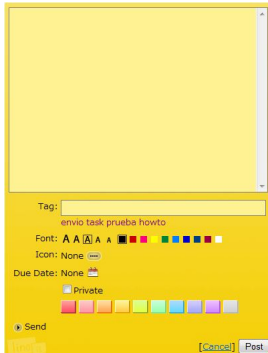 Tag:
envio task prueba howto
Font: A A A A A
Icon: None
Due Date: None
Private
Send
[Cancel] Post